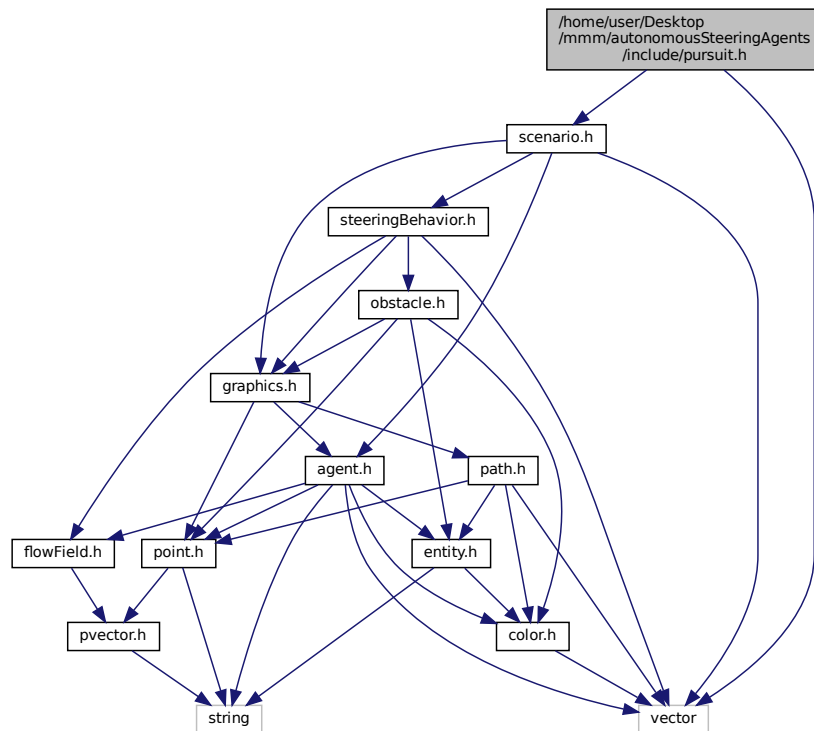 /home/user/Desktop
/mmm/autonomousSteeringAgents
/include/pursuit.h
scenario.h
steeringBehavior.h
obstacle.h
graphics.h
agent.h
path.h
flowField.h
point.h
entity.h
pvector.h
color.h
string
vector